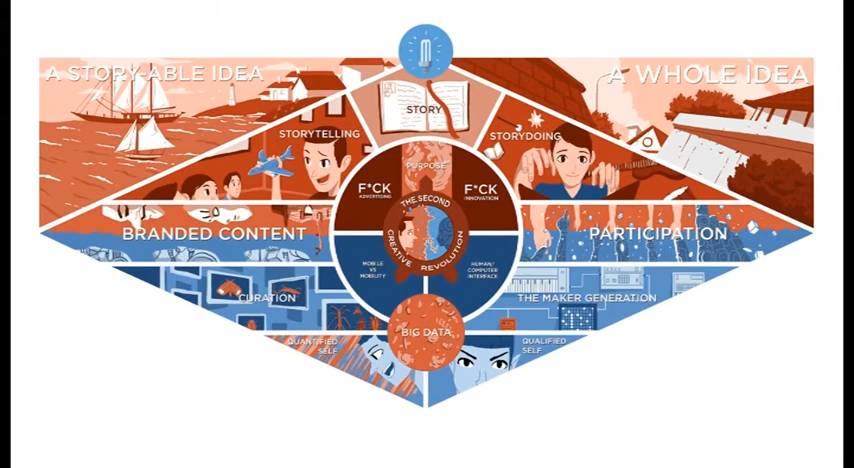 A STORY-ABLE IDEA
A WHOLE IDEA
STORY
STORYTELLING
STORYDOING
PURPOSE
F*CK
ADVERTISING
F*CK
INNOVATION
THE SECOND
CREATIVE REVOLUTION
BRANDED CONTENT
PARTICIPATION
MOBILE
VS
MOBILITY
HUMAN/
COMPUTER
INTERFACE
CURATION
THE MAKER GENERATION
BIG DATA
QUANTIFIED
SELF
QUALIFIED
SELF